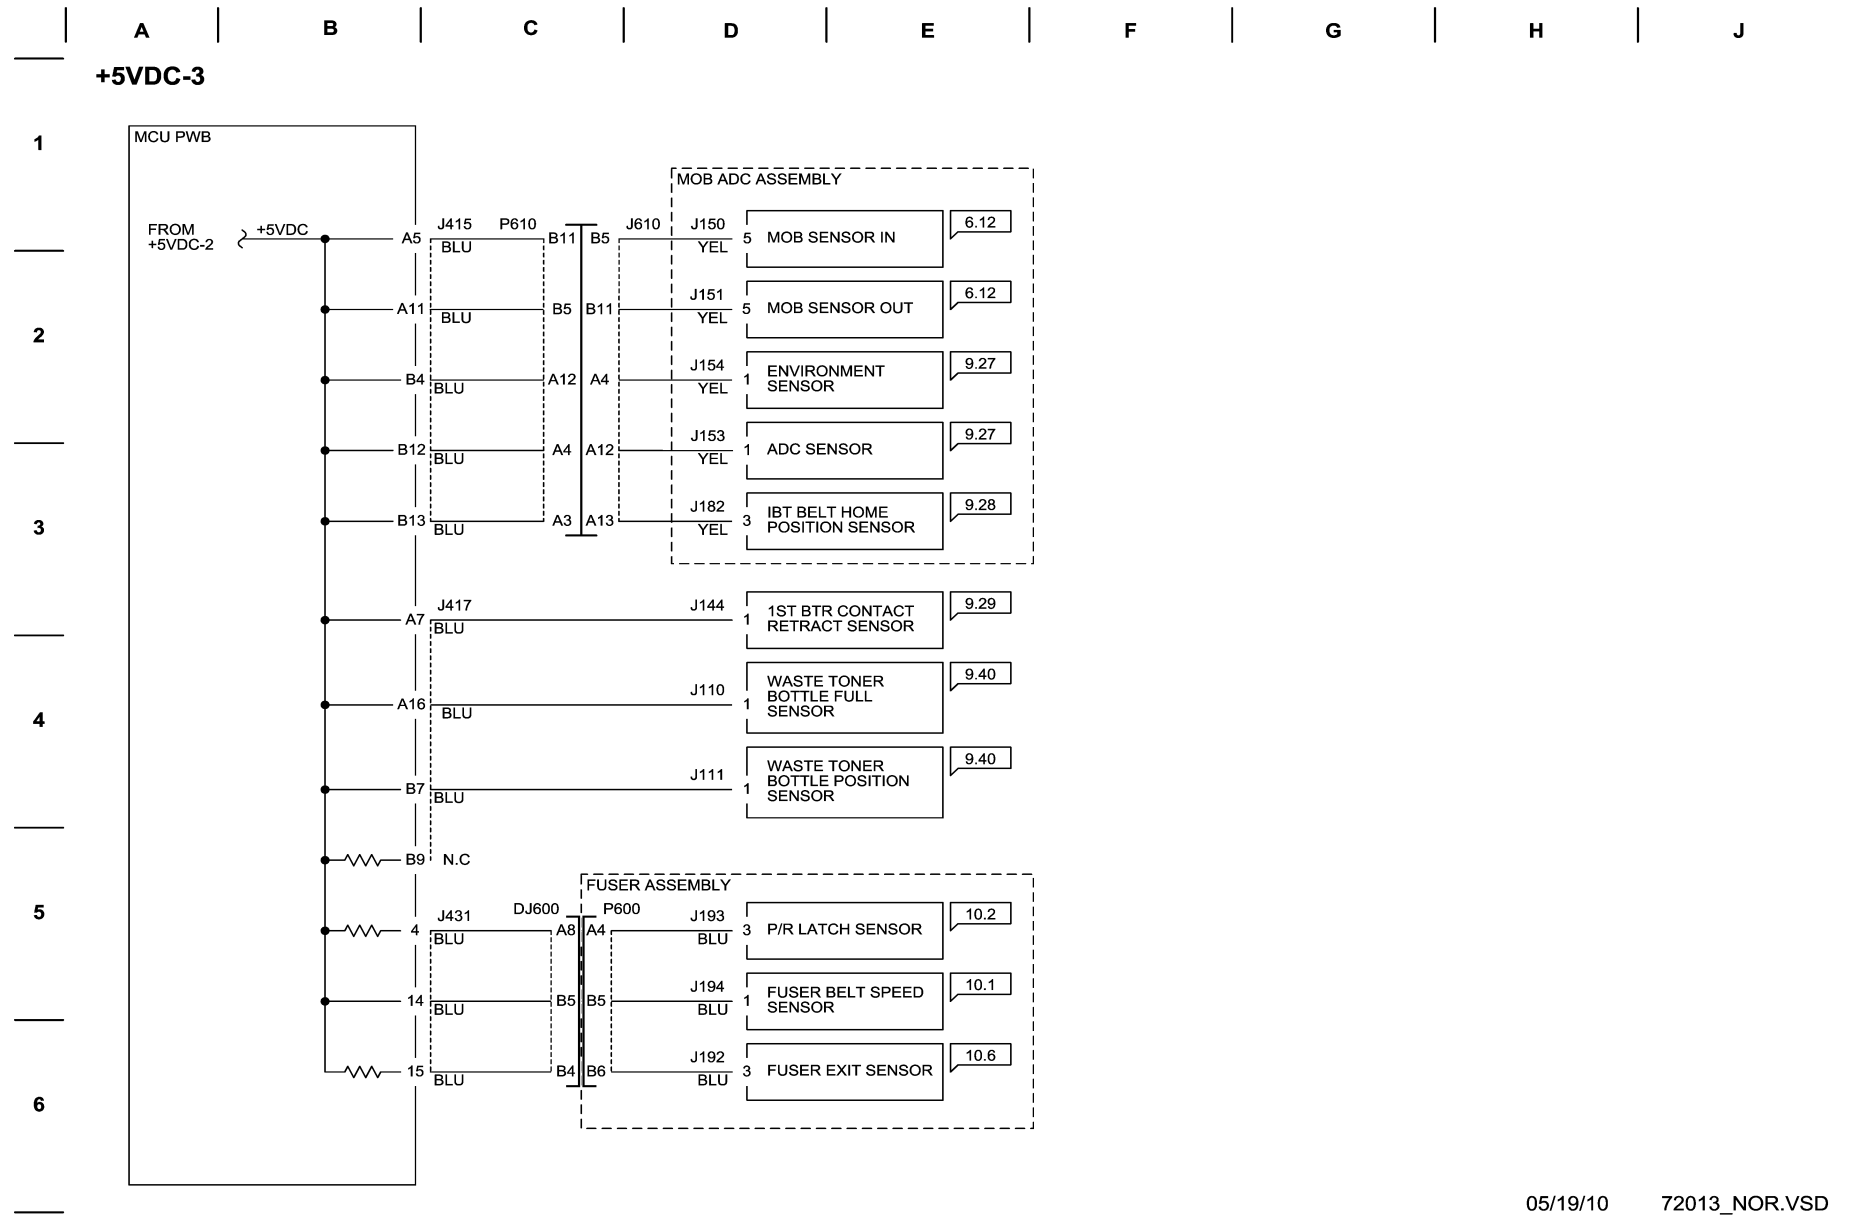 A B C D E F G H J
+5VDC-3
1
MCU PWB
MOB ADC ASSEMBLY
FROM
+5VDC-2
+5VDC
A5 J415 BLU P610 B11 B5 J610 J150 YEL 5 MOB SENSOR IN 6.12
A11 BLU B5 B11 J151 YEL 5 MOB SENSOR OUT 6.12
2
B4 BLU A12 A4 J154 YEL 1 ENVIRONMENT
SENSOR 9.27
B12 BLU A4 A12 J153 YEL 1 ADC SENSOR 9.27
3
B13 BLU A3 A13 J182 YEL 3 IBT BELT HOME
POSITION SENSOR 9.28
A7 J417 BLU J144 1 1ST BTR CONTACT
RETRACT SENSOR 9.29
4
A16 BLU J110 1 WASTE TONER
BOTTLE FULL
SENSOR 9.40
B7 BLU J111 1 WASTE TONER
BOTTLE POSITION
SENSOR 9.40
B9 N.C
FUSER ASSEMBLY
5
4 J431 BLU DJ600 A8 A4 P600 J193 BLU 3 P/R LATCH SENSOR 10.2
14 BLU B5 B5 J194 BLU 1 FUSER BELT SPEED
SENSOR 10.1
15 BLU B4 B6 J192 BLU 3 FUSER EXIT SENSOR 10.6
6
05/19/10 72013_NOR.VSD